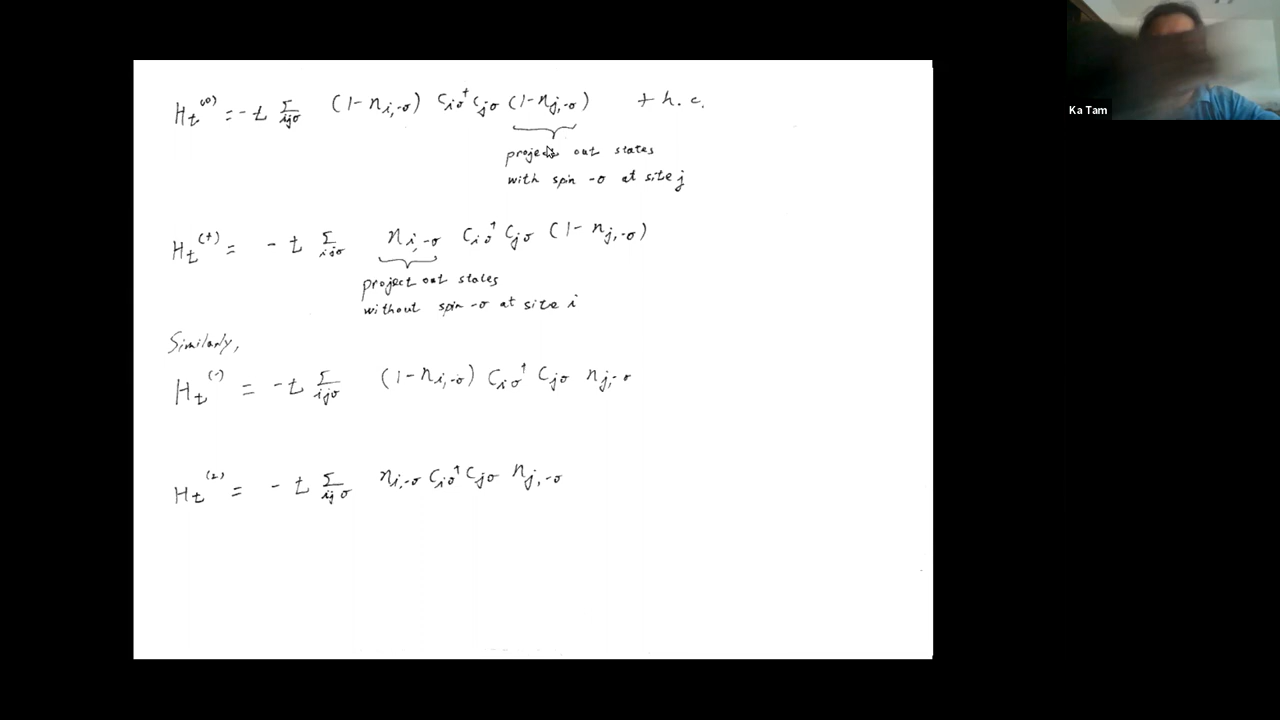 H_t^(0) = - t Σ_ijσ (1 - n_i,-σ) c_iσ^† c_jσ (1 - n_j,-σ) + h.c.
project out states
with spin -σ at site j
H_t^(+) = - t Σ_ijσ n_i,-σ c_iσ^† c_jσ (1 - n_j,-σ)
project out states
without spin -σ at site i
Similarly,
H_t^(-) = - t Σ_ijσ (1 - n_i,-σ) c_iσ^† c_jσ n_j,-σ
H_t^(2) = - t Σ_ijσ n_i,-σ c_iσ^† c_jσ n_j,-σ
Ka Tam